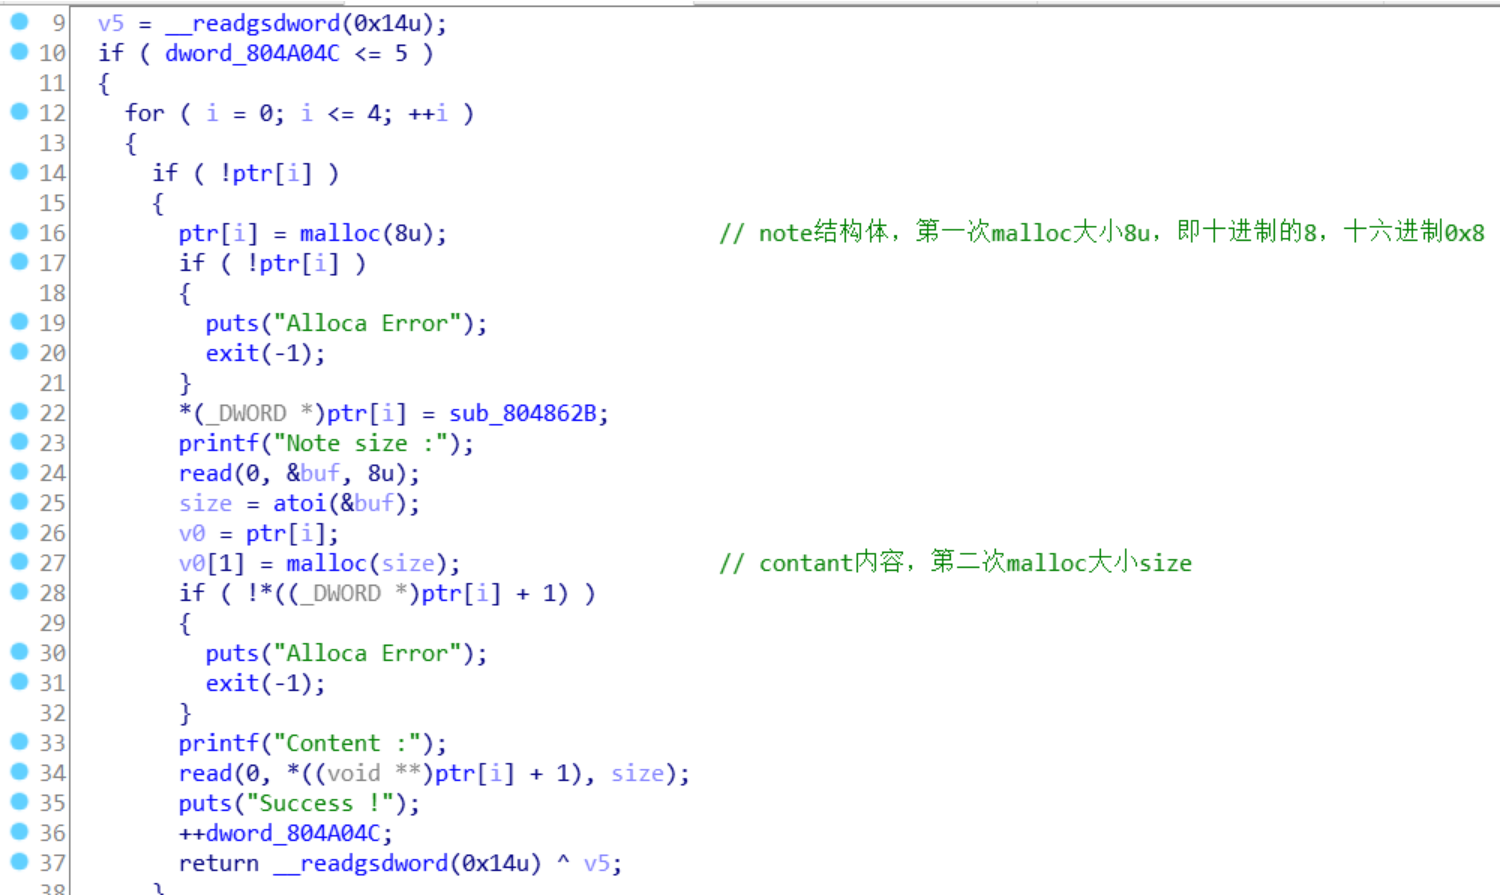 9 v5 = __readgsdword(0x14u);
10 if ( dword_804A04C <= 5 )
11 {
12 for ( i = 0; i <= 4; ++i )
13 {
14 if ( !ptr[i] )
15 {
16 ptr[i] = malloc(8u); // note结构体，第一次malloc大小8u，即十进制的8，十六进制0x8
17 if ( !ptr[i] )
18 {
19 puts("Alloca Error");
20 exit(-1);
21 }
22 *(_DWORD *)ptr[i] = sub_804862B;
23 printf("Note size :");
24 read(0, &buf, 8u);
25 size = atoi(&buf);
26 v0 = ptr[i];
27 v0[1] = malloc(size); // contant内容，第二次malloc大小size
28 if ( !*((_DWORD *)ptr[i] + 1) )
29 {
30 puts("Alloca Error");
31 exit(-1);
32 }
33 printf("Content :");
34 read(0, *((void **)ptr[i] + 1), size);
35 puts("Success !");
36 ++dword_804A04C;
37 return __readgsdword(0x14u) ^ v5;
38 }